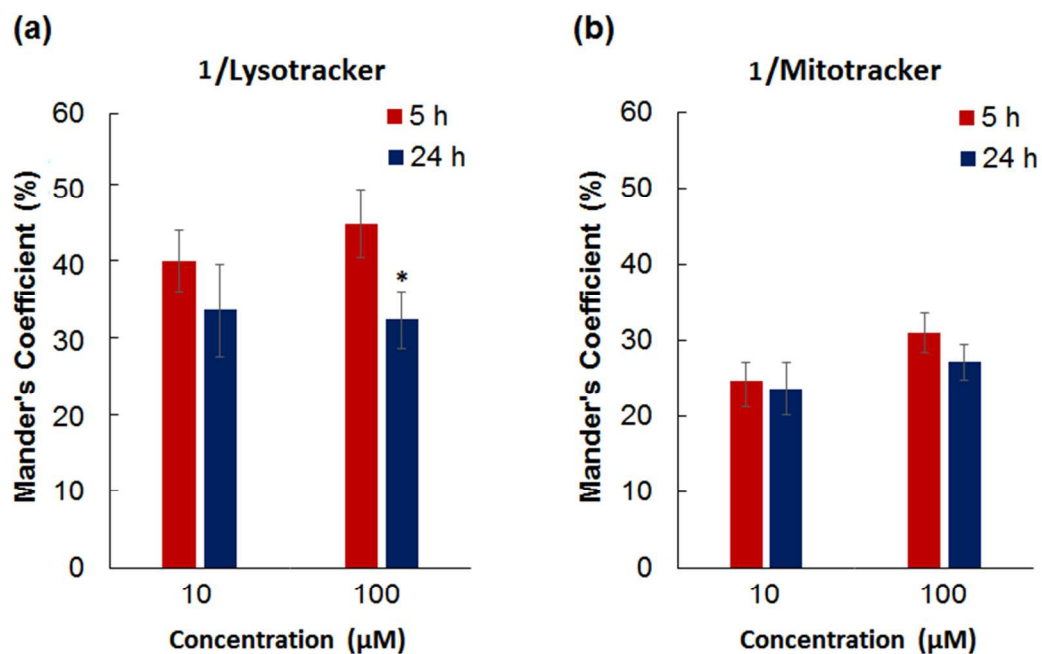 (a)
1/Lysotracker
Mander's Coefficient (%)
60
50
40
30
20
10
0
5 h
24 h
*
10
100
Concentration (µM)
(b)
1/Mitotracker
Mander's Coefficient (%)
60
50
40
30
20
10
0
5 h
24 h
10
100
Concentration (µM)